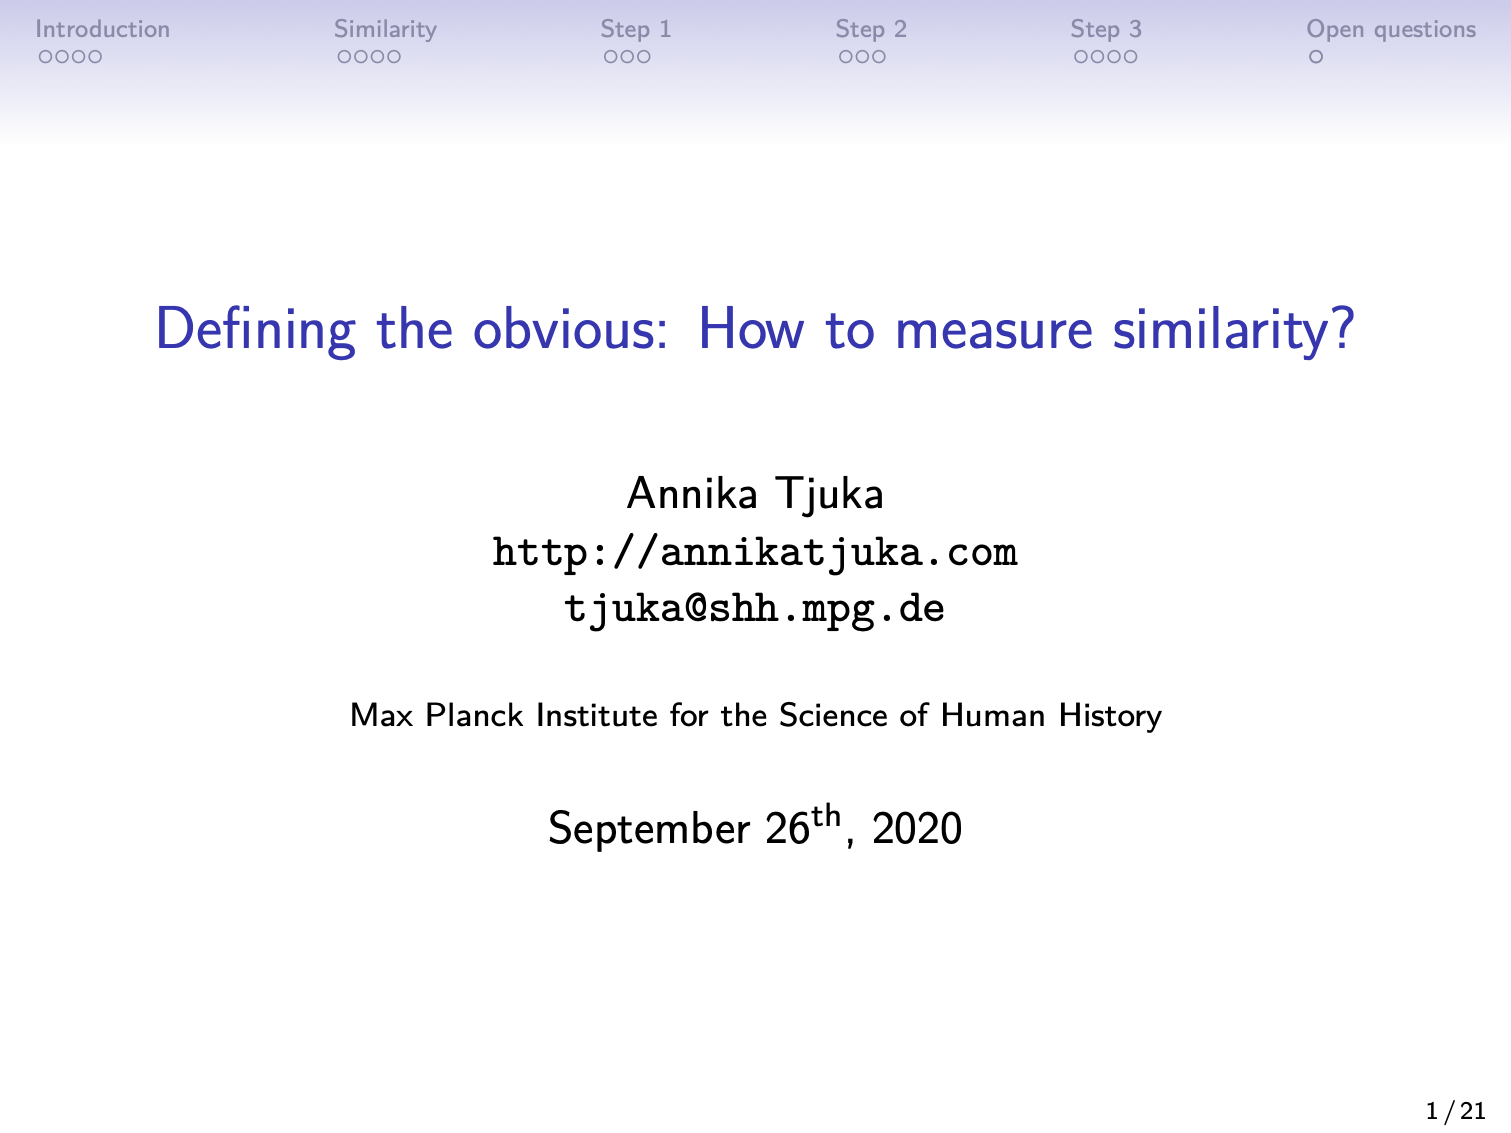 Introduction Similarity Step 1 Step 2 Step 3 Open questions
Defining the obvious: How to measure similarity?
Annika Tjuka
http://annikatjuka.com
tjuka@shh.mpg.de
Max Planck Institute for the Science of Human History
September 26th, 2020
1 / 21